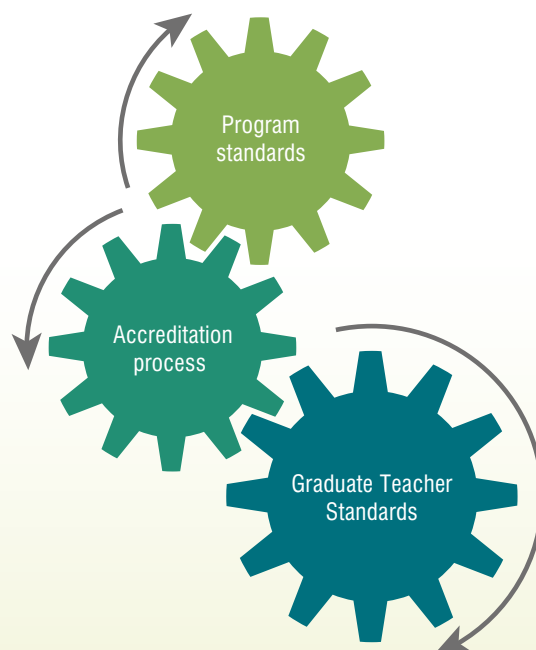 Program
standards
Accreditation
process
Graduate Teacher
Standards